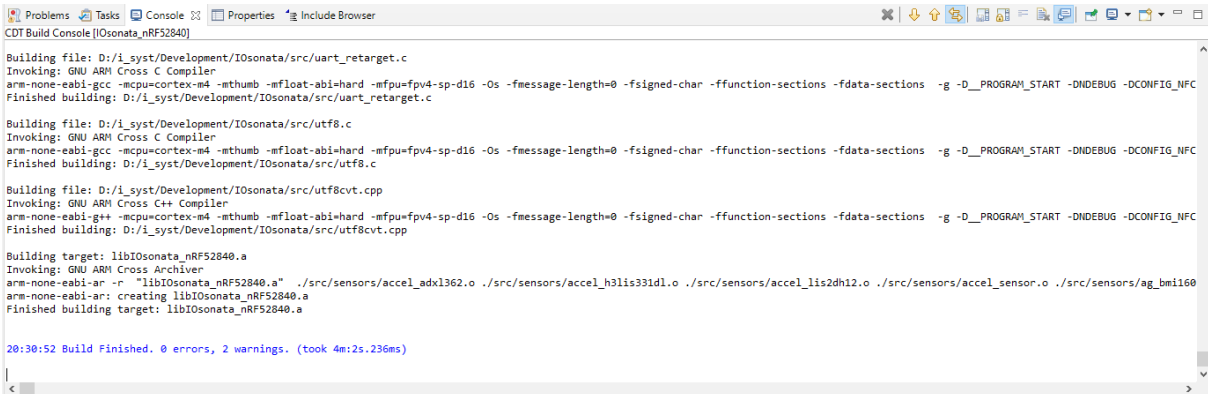 Problems Tasks Console Properties Include Browser
CDT Build Console [IOsonata_nRF52840]
Building file: D:/i_syst/Development/IOsonata/src/uart_retarget.c
Invoking: GNU ARM Cross C Compiler
arm-none-eabi-gcc -mcpu=cortex-m4 -mthumb -mfloat-abi=hard -mfpu=fpv4-sp-d16 -Os -fmessage-length=0 -fsigned-char -ffunction-sections -fdata-sections  -g -D__PROGRAM_START -DNDEBUG -DCONFIG_NFC
Finished building: D:/i_syst/Development/IOsonata/src/uart_retarget.c
Building file: D:/i_syst/Development/IOsonata/src/utf8.c
Invoking: GNU ARM Cross C Compiler
arm-none-eabi-gcc -mcpu=cortex-m4 -mthumb -mfloat-abi=hard -mfpu=fpv4-sp-d16 -Os -fmessage-length=0 -fsigned-char -ffunction-sections -fdata-sections  -g -D__PROGRAM_START -DNDEBUG -DCONFIG_NFC
Finished building: D:/i_syst/Development/IOsonata/src/utf8.c
Building file: D:/i_syst/Development/IOsonata/src/utf8cvt.cpp
Invoking: GNU ARM Cross C++ Compiler
arm-none-eabi-g++ -mcpu=cortex-m4 -mthumb -mfloat-abi=hard -mfpu=fpv4-sp-d16 -Os -fmessage-length=0 -fsigned-char -ffunction-sections -fdata-sections  -g -D__PROGRAM_START -DNDEBUG -DCONFIG_NFC
Finished building: D:/i_syst/Development/IOsonata/src/utf8cvt.cpp
Building target: libIOsonata_nRF52840.a
Invoking: GNU ARM Cross Archiver
arm-none-eabi-ar -r  "libIOsonata_nRF52840.a"  ./src/sensors/accel_adxl362.o ./src/sensors/accel_h3lis331dl.o ./src/sensors/accel_lis2dh12.o ./src/sensors/accel_sensor.o ./src/sensors/ag_bmi160
arm-none-eabi-ar: creating libIOsonata_nRF52840.a
Finished building target: libIOsonata_nRF52840.a
20:30:52 Build Finished. 0 errors, 2 warnings. (took 4m:2s.236ms)